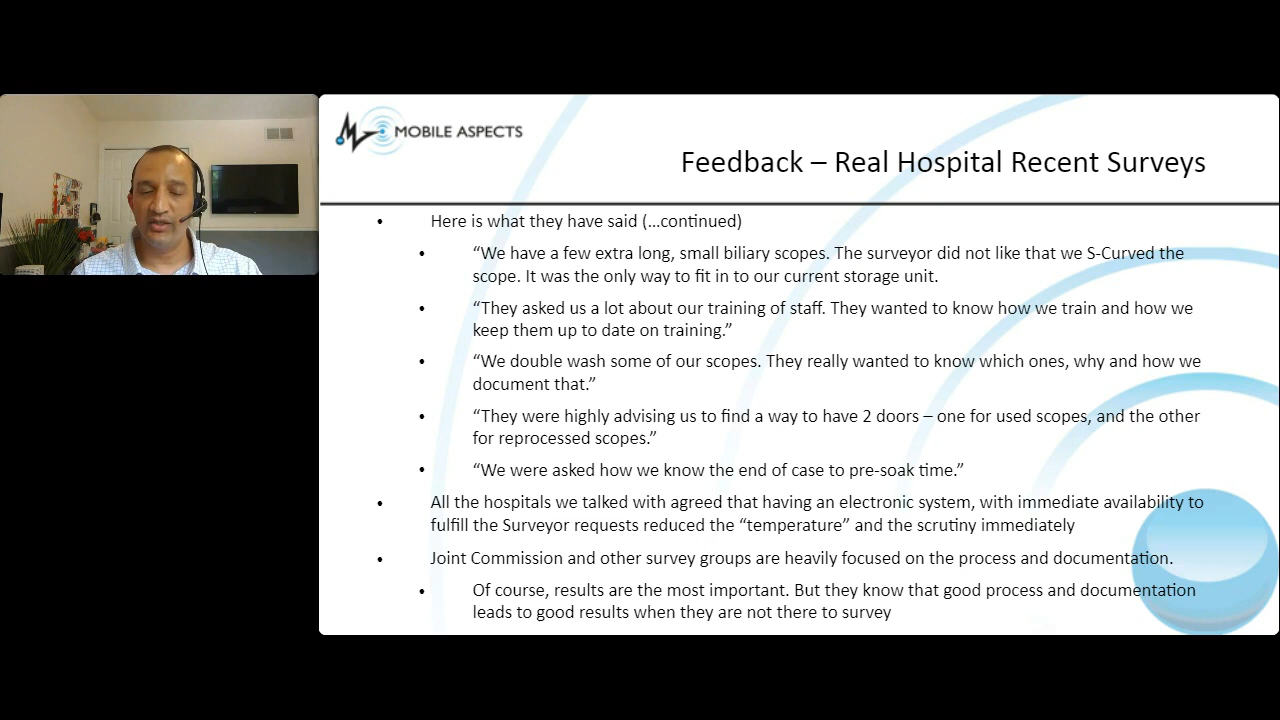 MOBILE ASPECTS
Feedback – Real Hospital Recent Surveys
• Here is what they have said (...continued)
• “We have a few extra long, small biliary scopes. The surveyor did not like that we S-Curved the
scope. It was the only way to fit in to our current storage unit.
• “They asked us a lot about our training of staff. They wanted to know how we train and how we
keep them up to date on training.”
• “We double wash some of our scopes. They really wanted to know which ones, why and how we
document that.”
• “They were highly advising us to find a way to have 2 doors – one for used scopes, and the other
for reprocessed scopes.”
• “We were asked how we know the end of case to pre-soak time.”
• All the hospitals we talked with agreed that having an electronic system, with immediate availability to
fulfill the Surveyor requests reduced the “temperature” and the scrutiny immediately
• Joint Commission and other survey groups are heavily focused on the process and documentation.
• Of course, results are the most important. But they know that good process and documentation
leads to good results when they are not there to survey